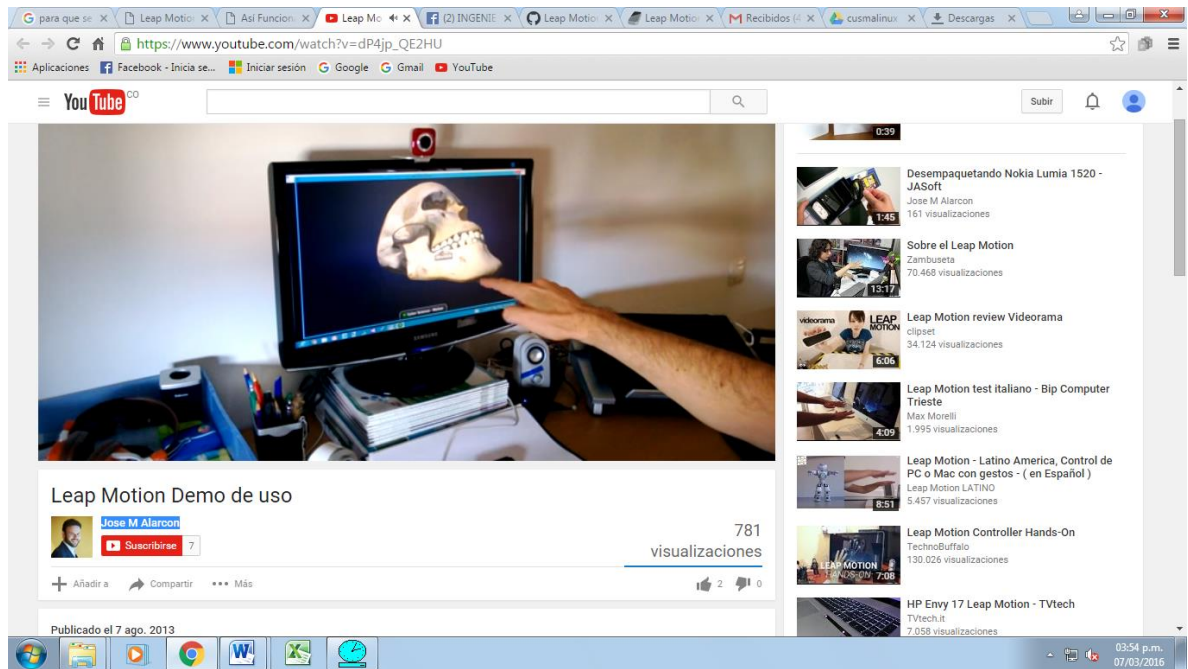 para que se
Leap Motio
Así Funcion
Leap Mo
(2) INGENIE
Leap Motio
Leap Motio
Recibidos (4
cusmalinux
Descargas
https://www.youtube.com/watch?v=dP4jp_QE2HU
Aplicaciones
Facebook - Inicia se...
Iniciar sesión
Google
Gmail
YouTube
YouTube CO
Subir
0:39
Desempaquetando Nokia Lumia 1520 -
JASoft
Jose M Alarcon
161 visualizaciones
1:45
Sobre el Leap Motion
Zambuseta
70.468 visualizaciones
13:17
videorama
LEAP
MOTION
Leap Motion review Videorama
clipset
34.124 visualizaciones
6:06
Leap Motion test italiano - Bip Computer
Trieste
Max Morelli
1.995 visualizaciones
4:09
Leap Motion - Latino America, Control de
PC o Mac con gestos - ( en Español )
Leap Motion LATINO
5.457 visualizaciones
8:51
LEAP MOTION
HANDS-ON
Leap Motion Controller Hands-On
TechnoBuffalo
130.026 visualizaciones
7:08
HP Envy 17 Leap Motion - TVtech
TVtech.it
7.058 visualizaciones
SAMSUNG
Leap Motion Demo de uso
Jose M Alarcon
Suscribirse 7
781
visualizaciones
Añadir a
Compartir
Más
2
0
Publicado el 7 ago. 2013
03:54 p.m.
07/03/2016